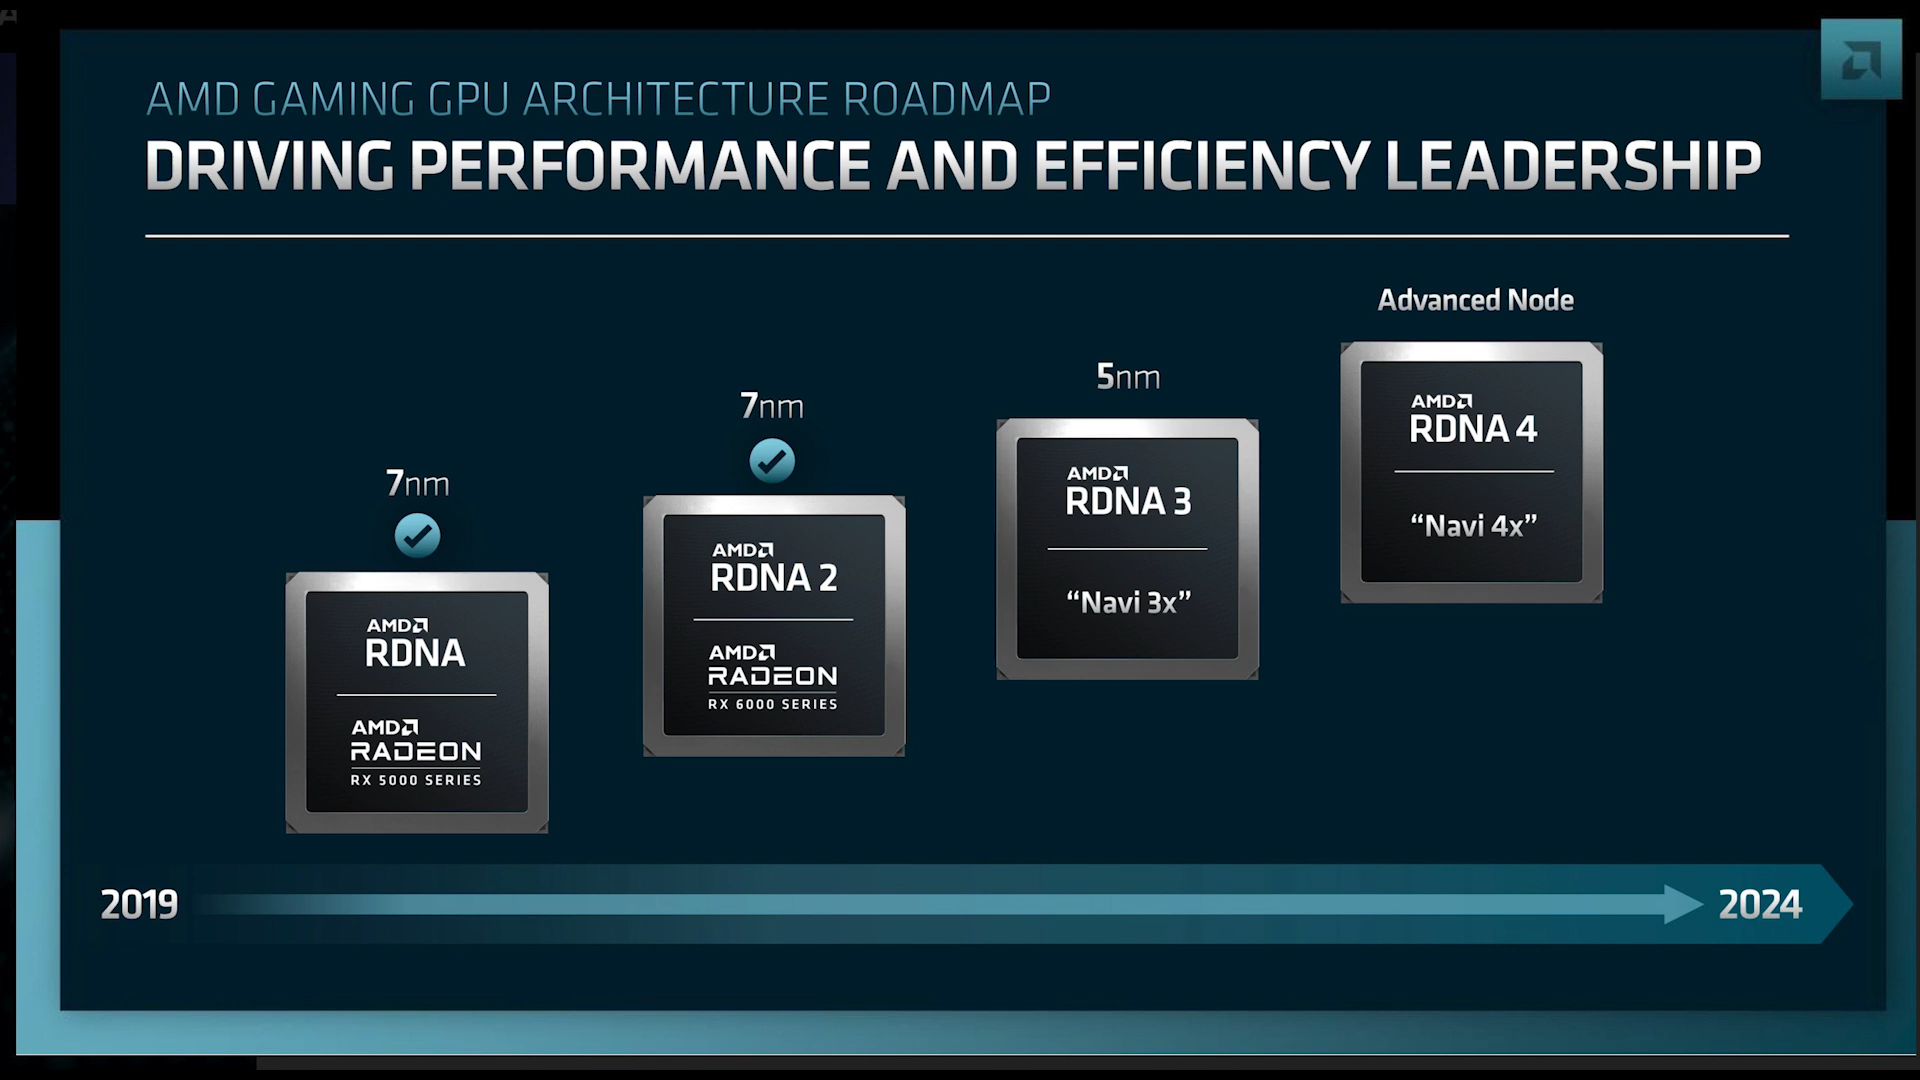 AMD GAMING GPU ARCHITECTURE ROADMAP
DRIVING PERFORMANCE AND EFFICIENCY LEADERSHIP
7nm
AMD
RDNA
AMD
RADEON
RX 5000 SERIES
7nm
AMD
RDNA 2
AMD
RADEON
RX 6000 SERIES
5nm
AMD
RDNA 3
“Navi 3x”
Advanced Node
AMD
RDNA 4
“Navi 4x”
2019
2024